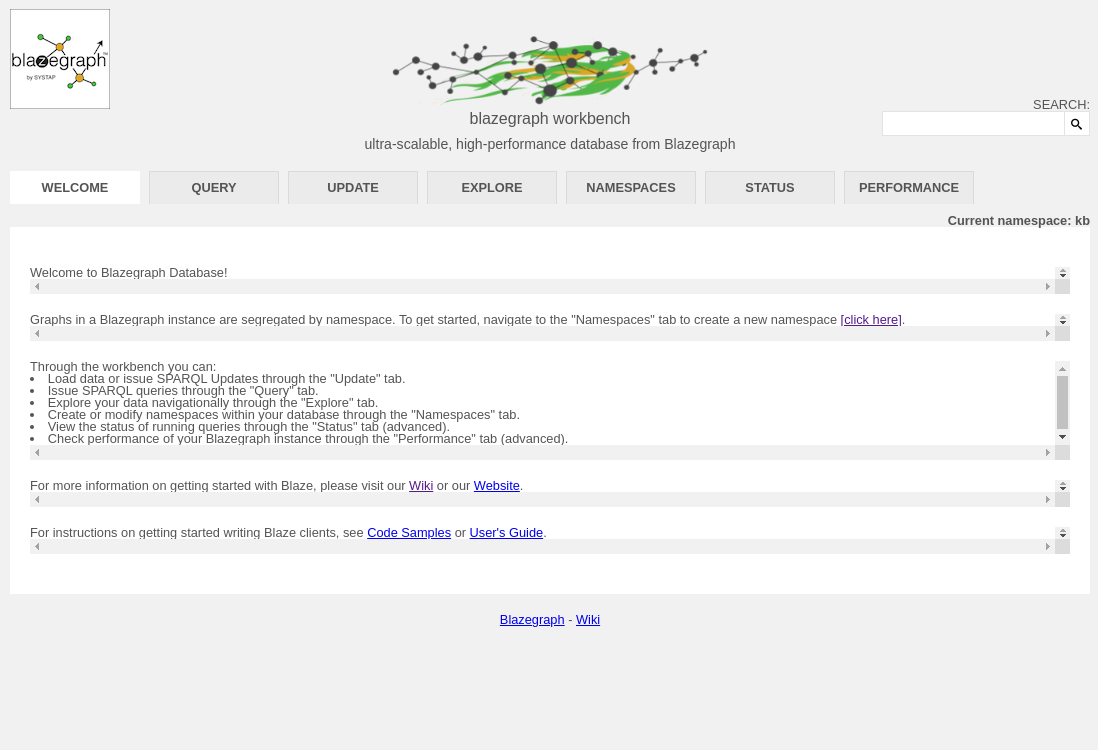 blazegraph™
by SYSTAP
blazegraph workbench
ultra-scalable, high-performance database from Blazegraph
SEARCH:
WELCOME QUERY UPDATE EXPLORE NAMESPACES STATUS PERFORMANCE
Current namespace: kb
Welcome to Blazegraph Database!
Graphs in a Blazegraph instance are segregated by namespace. To get started, navigate to the "Namespaces" tab to create a new namespace [click here].
Through the workbench you can:
• Load data or issue SPARQL Updates through the "Update" tab.
• Issue SPARQL queries through the "Query" tab.
• Explore your data navigationally through the "Explore" tab.
• Create or modify namespaces within your database through the "Namespaces" tab.
• View the status of running queries through the "Status" tab (advanced).
• Check performance of your Blazegraph instance through the "Performance" tab (advanced).
For more information on getting started with Blaze, please visit our Wiki or our Website.
For instructions on getting started writing Blaze clients, see Code Samples or User's Guide.
Blazegraph - Wiki